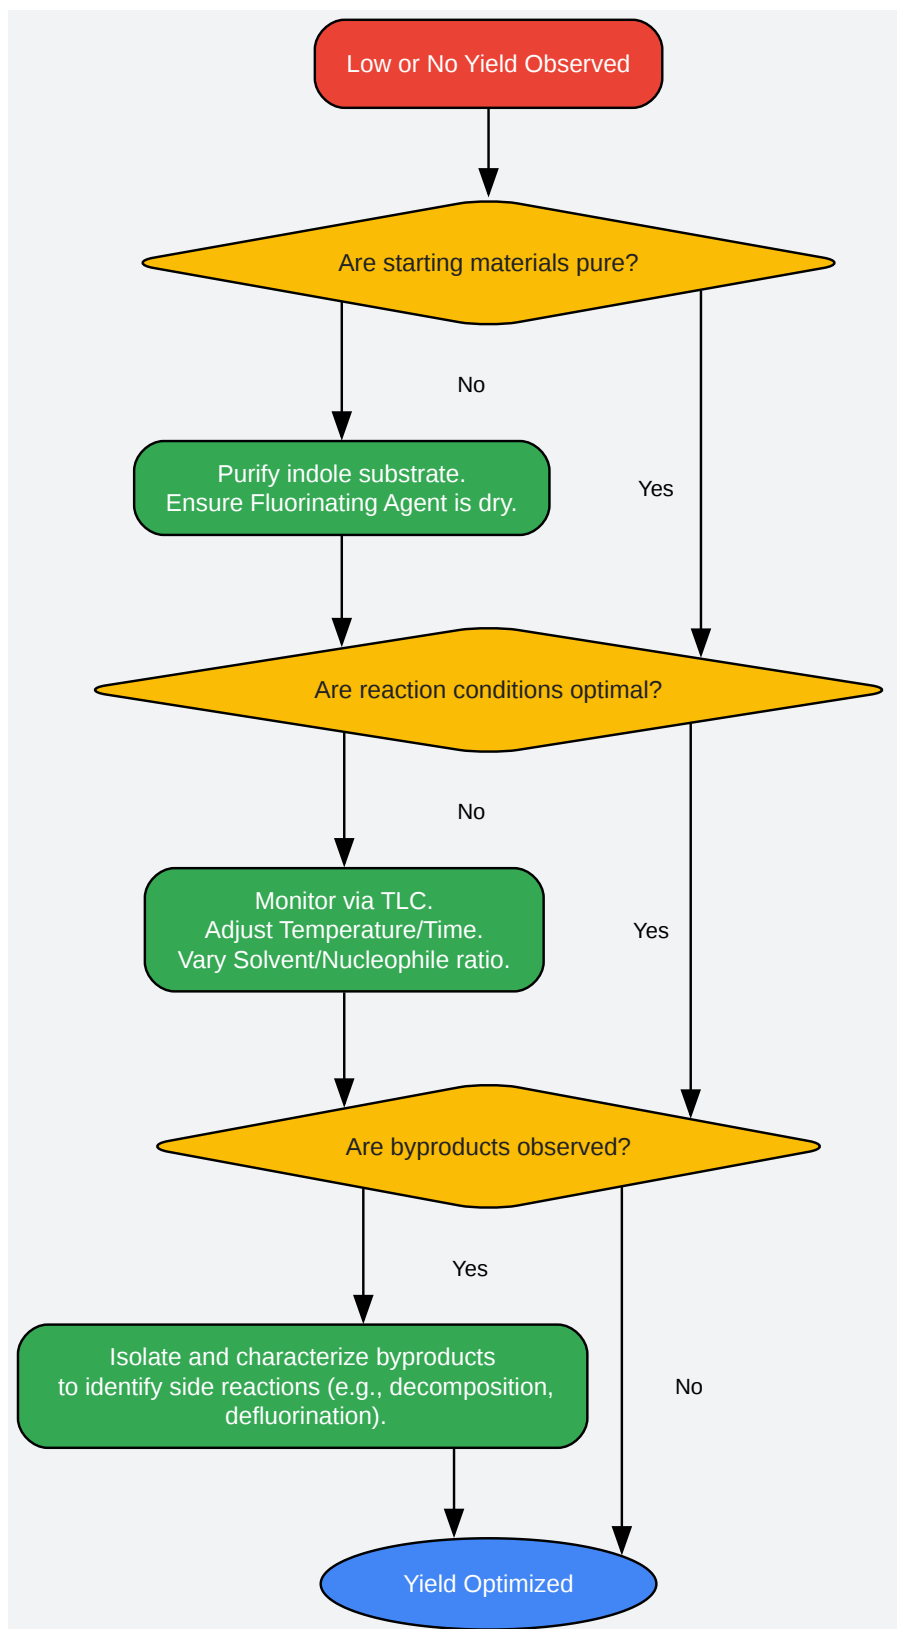 Low or No Yield Observed
Are starting materials pure?
No
Purify indole substrate.
Ensure Fluorinating Agent is dry.
Yes
Are reaction conditions optimal?
No
Monitor via TLC.
Adjust Temperature/Time.
Vary Solvent/Nucleophile ratio.
Yes
Are byproducts observed?
Yes
Isolate and characterize byproducts
to identify side reactions (e.g., decomposition,
defluorination).
No
Yield Optimized